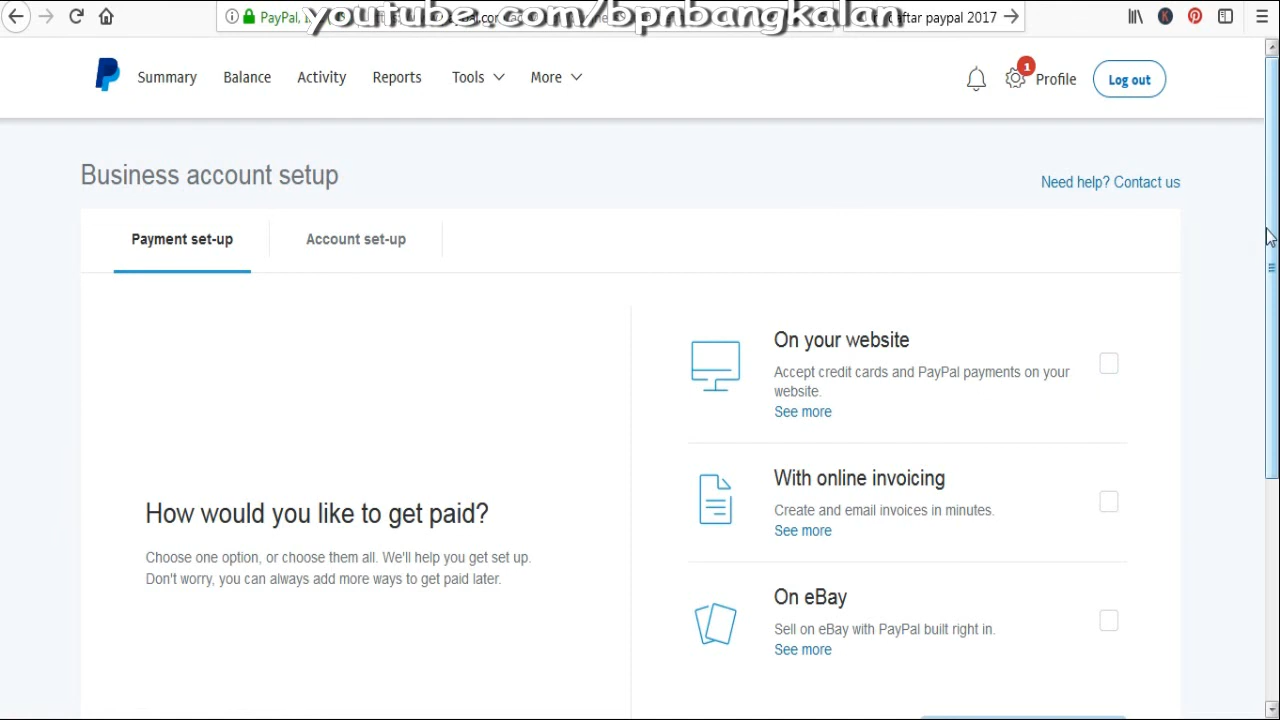 youtube.com/bpnbangkalan
PayPal,
aftar paypal 2017
Summary
Balance
Activity
Reports
Tools
More
1
Profile
Log out
Business account setup
Need help? Contact us
Payment set-up
Account set-up
How would you like to get paid?
Choose one option, or choose them all. We'll help you get set up.
Don't worry, you can always add more ways to get paid later.
On your website
Accept credit cards and PayPal payments on your
website.
See more
With online invoicing
Create and email invoices in minutes.
See more
On eBay
Sell on eBay with PayPal built right in.
See more